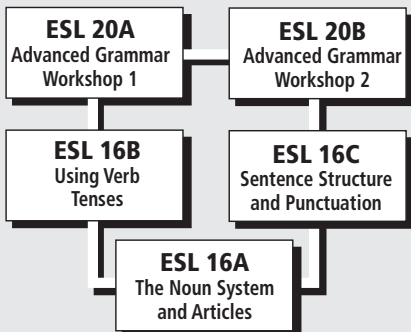 ESL 20A
Advanced Grammar
Workshop 1
ESL 20B
Advanced Grammar
Workshop 2
ESL 16B
Using Verb
Tenses
ESL 16C
Sentence Structure
and Punctuation
ESL 16A
The Noun System
and Articles